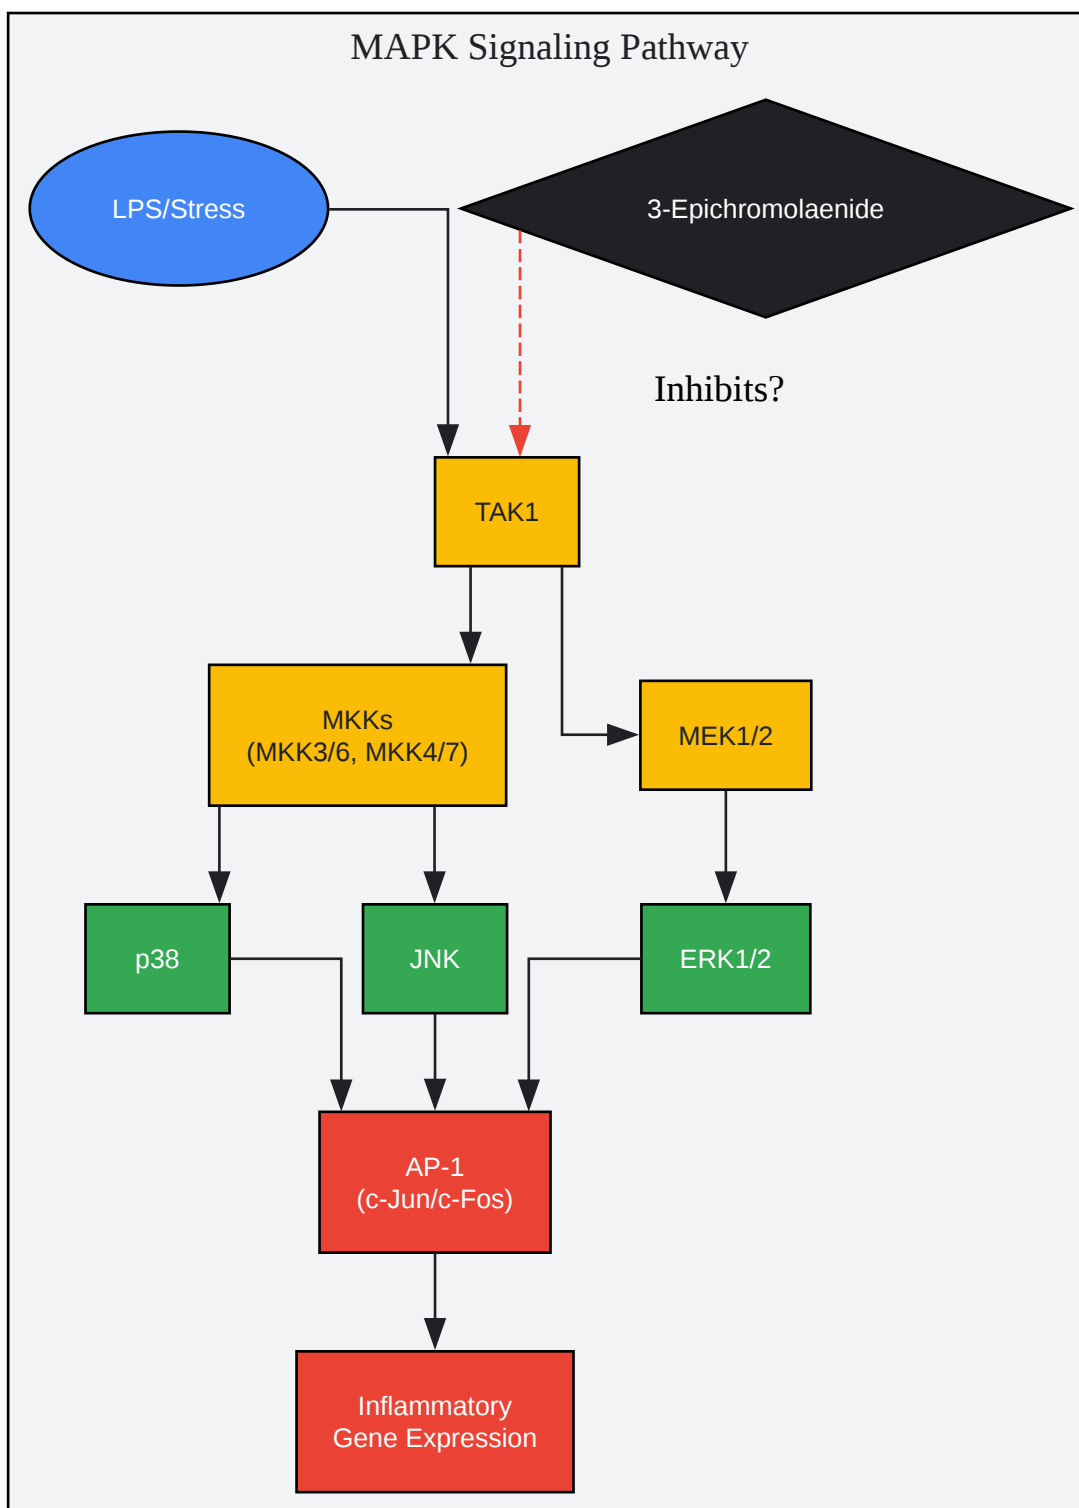 MAPK Signaling Pathway
LPS/Stress
3-Epichromolaenide
Inhibits?
TAK1
MKKs
(MKK3/6, MKK4/7)
MEK1/2
p38
JNK
ERK1/2
AP-1
(c-Jun/c-Fos)
Inflammatory
Gene Expression